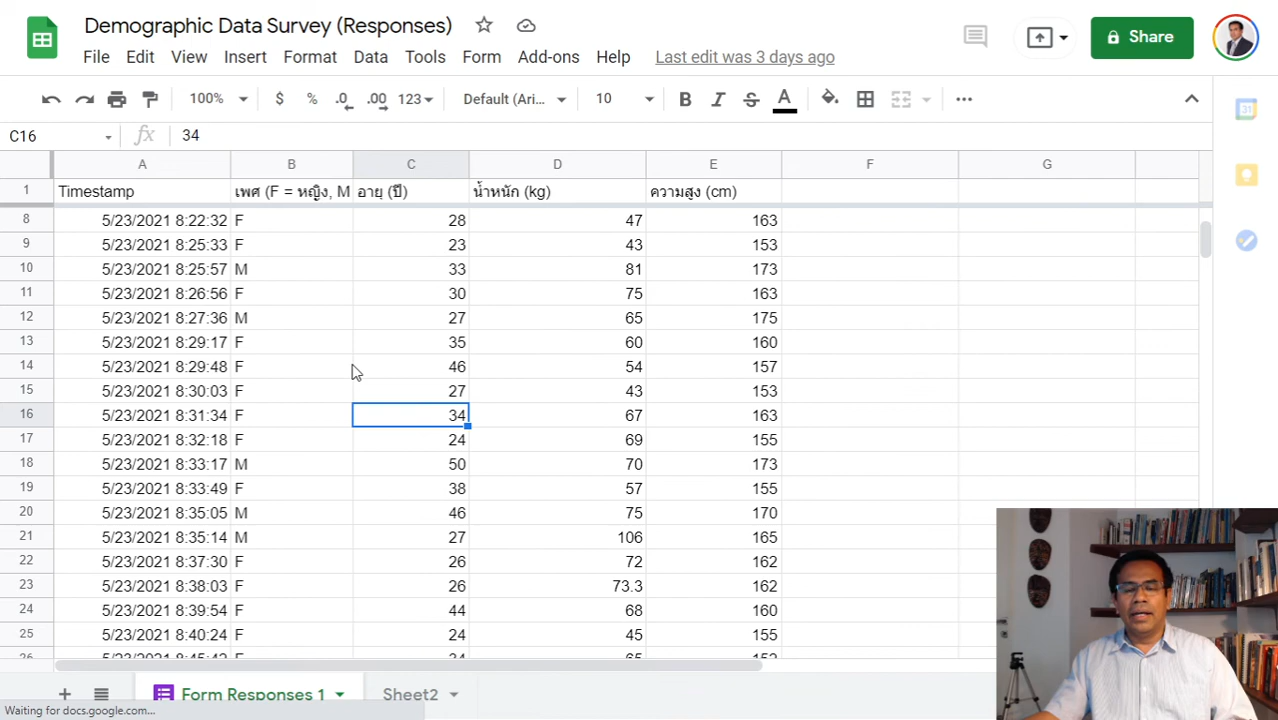 Demographic Data Survey (Responses)
File Edit View Insert Format Data Tools Form Add-ons Help Last edit was 3 days ago
Share
100% $ % .0 .00 123 Default (Ari... 10 B I S A
31
C16 fx 34
A B C D E F G
1 Timestamp เพศ (F = หญิง, M อายุ (ปี) น้ำหนัก (kg) ความสูง (cm)
8 5/23/2021 8:22:32 F 28 47 163
9 5/23/2021 8:25:33 F 23 43 153
10 5/23/2021 8:25:57 M 33 81 173
11 5/23/2021 8:26:56 F 30 75 163
12 5/23/2021 8:27:36 M 27 65 175
13 5/23/2021 8:29:17 F 35 60 160
14 5/23/2021 8:29:48 F 46 54 157
15 5/23/2021 8:30:03 F 27 43 153
16 5/23/2021 8:31:34 F 34 67 163
17 5/23/2021 8:32:18 F 24 69 155
18 5/23/2021 8:33:17 M 50 70 173
19 5/23/2021 8:33:49 F 38 57 155
20 5/23/2021 8:35:05 M 46 75 170
21 5/23/2021 8:35:14 M 27 106 165
22 5/23/2021 8:37:30 F 26 72 162
23 5/23/2021 8:38:03 F 26 73.3 162
24 5/23/2021 8:39:54 F 44 68 160
25 5/23/2021 8:40:24 F 24 45 155
26 5/23/2021 8:45:42 F 34 65 152
Form Responses 1 Sheet2
Waiting for docs.google.com...